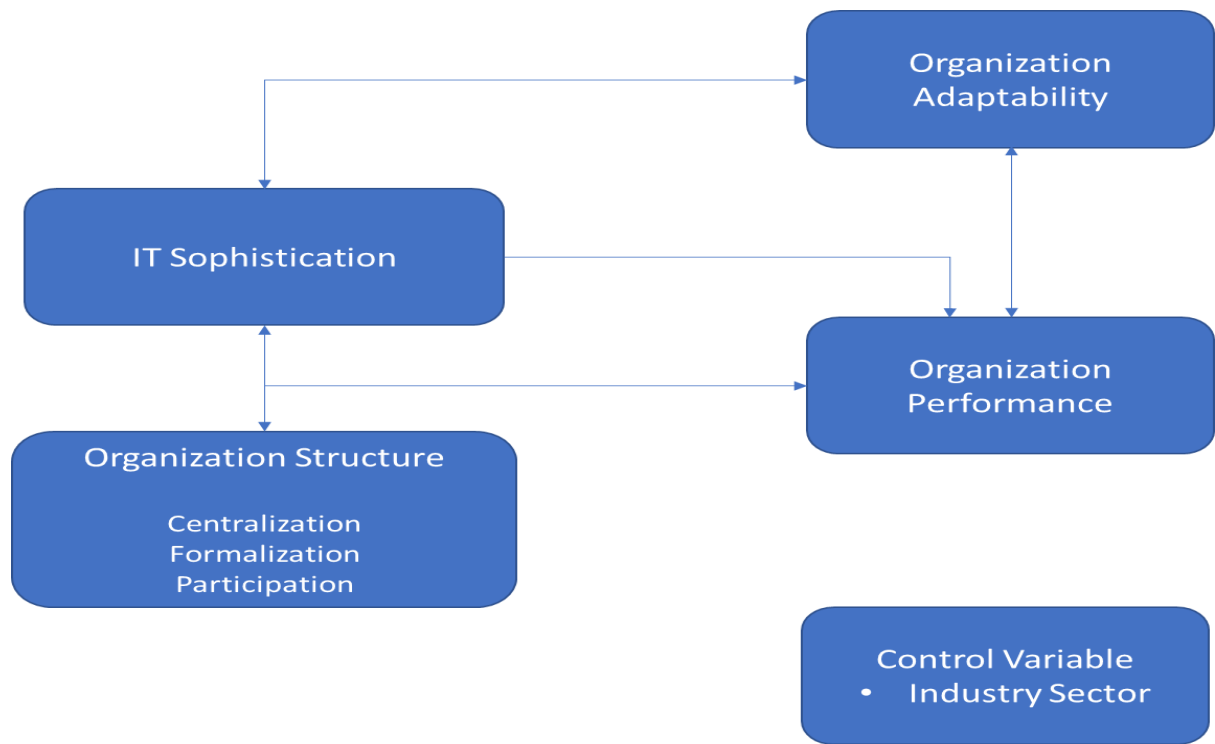 Organization
Adaptability
IT Sophistication
Organization
Performance
Organization Structure
Centralization
Formalization
Participation
Control Variable
• Industry Sector